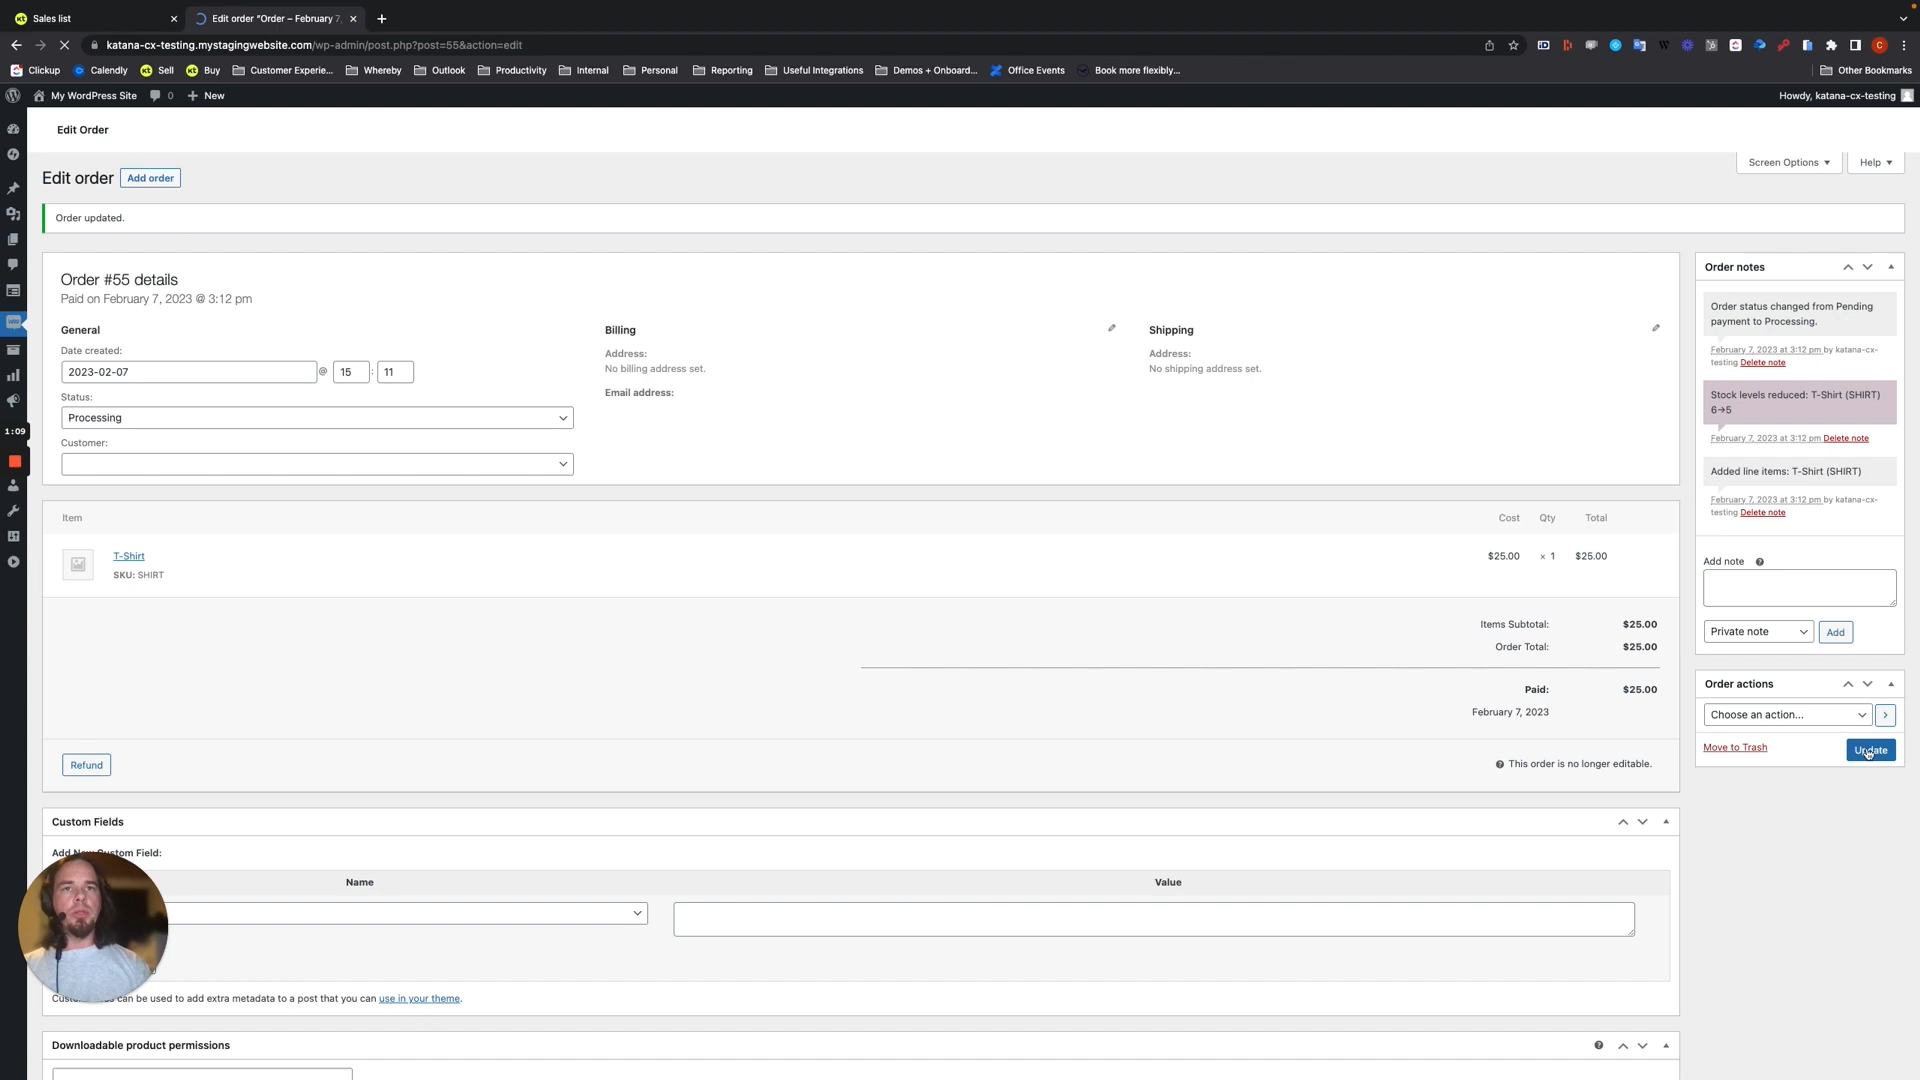 Sales list
Edit order "Order – February 7,
katana-cx-testing.mystagingwebsite.com/wp-admin/post.php?post=55&action=edit
Clickup
Calendly
Sell
Buy
Customer Experie...
Whereby
Outlook
Productivity
Internal
Personal
Reporting
Useful Integrations
Demos + Onboard...
Office Events
Book more flexibly...
Other Bookmarks
My WordPress Site
0
New
Howdy, katana-cx-testing
Edit Order
Screen Options
Help
Edit order
Add order
Order updated.
Order #55 details
Paid on February 7, 2023 @ 3:12 pm
General
Date created:
2023-02-07 @ 15 : 11
Status:
Processing
Customer:
Billing
Address:
No billing address set.
Email address:
Shipping
Address:
No shipping address set.
Item
Cost
Qty
Total
T-Shirt
SKU: SHIRT
$25.00
× 1
$25.00
Items Subtotal: $25.00
Order Total: $25.00
Paid: $25.00
February 7, 2023
Refund
This order is no longer editable.
Custom Fields
Add New Custom Field:
Name
Value
can be used to add extra metadata to a post that you can use in your theme.
Downloadable product permissions
1:09
Order notes
Order status changed from Pending
payment to Processing.
February 7, 2023 at 3:12 pm by katana-cx-
testing Delete note
Stock levels reduced: T-Shirt (SHIRT)
6→5
February 7, 2023 at 3:12 pm Delete note
Added line items: T-Shirt (SHIRT)
February 7, 2023 at 3:12 pm by katana-cx-
testing Delete note
Add note
Private note
Add
Order actions
Choose an action...
Move to Trash
Update